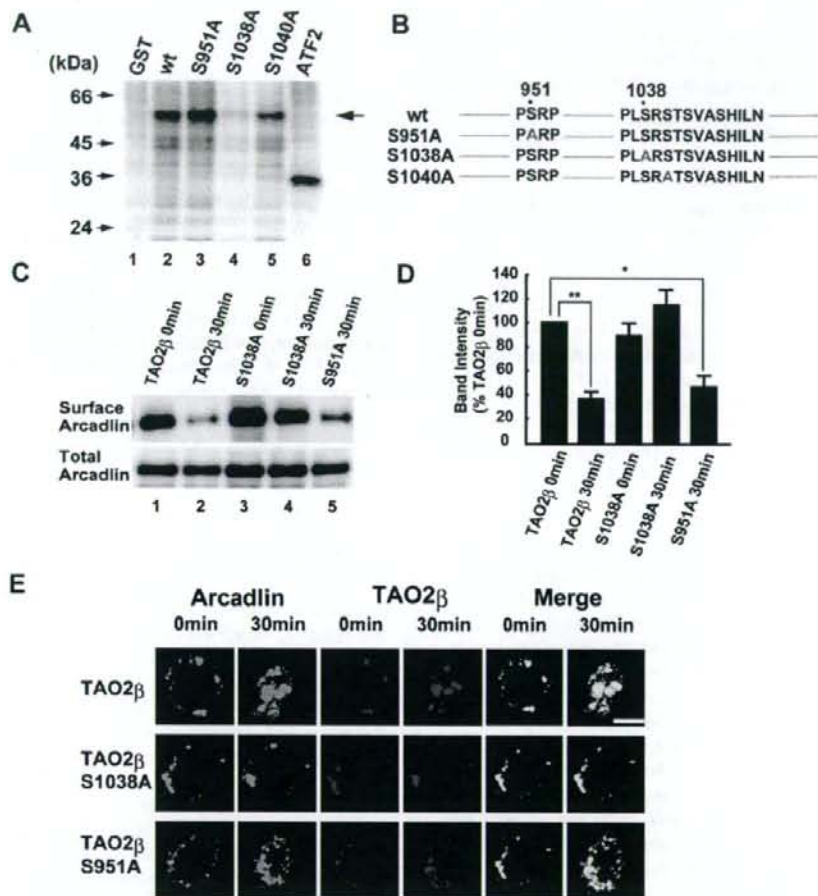 A
(kDa)
GST
wt
S951A
S1038A
S1040A
ATF2
66
45
36
24
1 2 3 4 5 6
B
951 1038
wt PSRP PLSRSTSVASHILN
S951A PARP PLSRSTSVASHILN
S1038A PSRP PLARSTSVASHILN
S1040A PSRP PLSRATSVASHILN
C
TAO2β 0min
TAO2β 30min
S1038A 0min
S1038A 30min
S951A 30min
Surface
Arcadlin
Total
Arcadlin
1 2 3 4 5
D
Band Intensity
(% TAO2β 0min)
140
120
100
80
60
40
20
0
*
**
TAO2β 0min
TAO2β 30min
S1038A 0min
S1038A 30min
S951A 30min
E
Arcadlin TAO2β Merge
0min 30min 0min 30min 0min 30min
TAO2β
TAO2β
S1038A
TAO2β
S951A